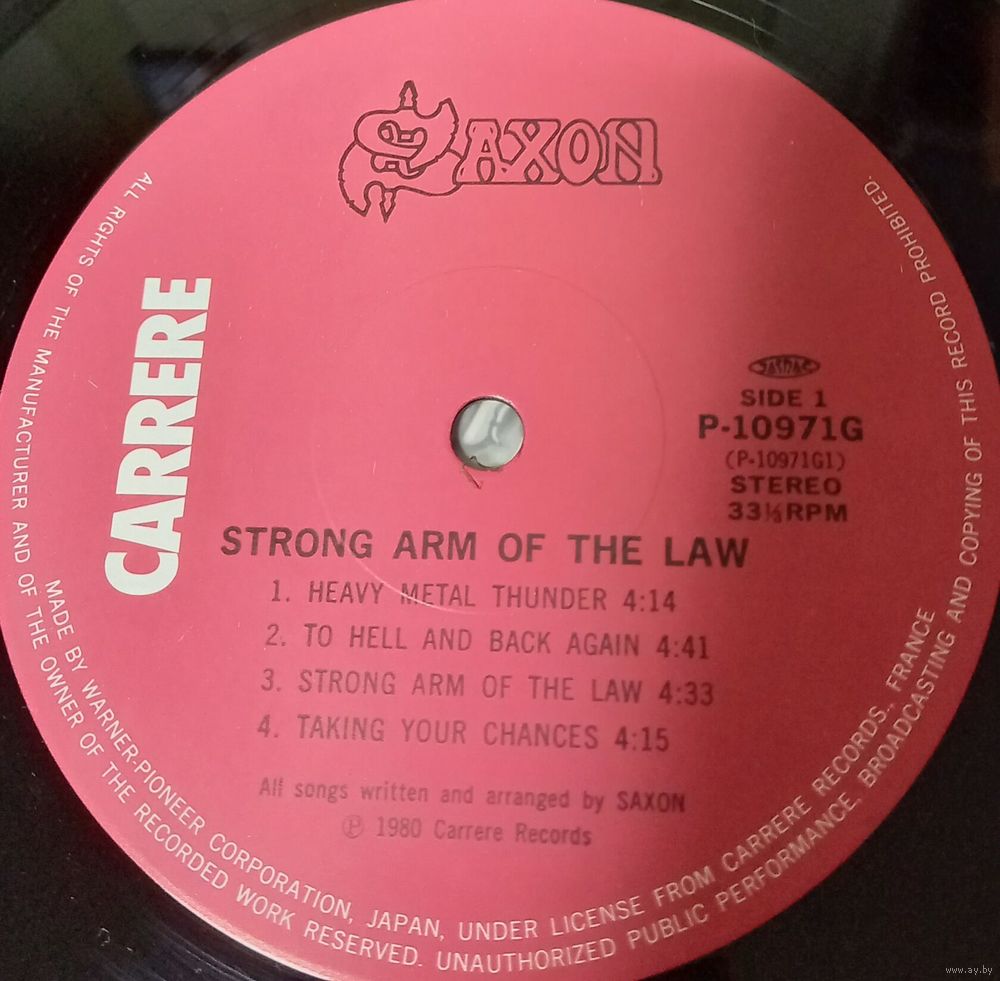 SAXON
CARRERE
JASRAC
SIDE 1
P-10971G
(P-10971G1)
STEREO
33⅓RPM
STRONG ARM OF THE LAW
1. HEAVY METAL THUNDER 4:14
2. TO HELL AND BACK AGAIN 4:41
3. STRONG ARM OF THE LAW 4:33
4. TAKING YOUR CHANCES 4:15
All songs written and arranged by SAXON
℗ 1980 Carrere Records
MADE BY WARNER-PIONEER CORPORATION, JAPAN, UNDER LICENSE FROM CARRERE RECORDS, FRANCE
ALL RIGHTS OF THE MANUFACTURER AND OF THE OWNER OF THE RECORDED WORK RESERVED. UNAUTHORIZED PUBLIC PERFORMANCE. BROADCASTING AND COPYING OF THIS RECORD PROHIBITED.
www.ay.by